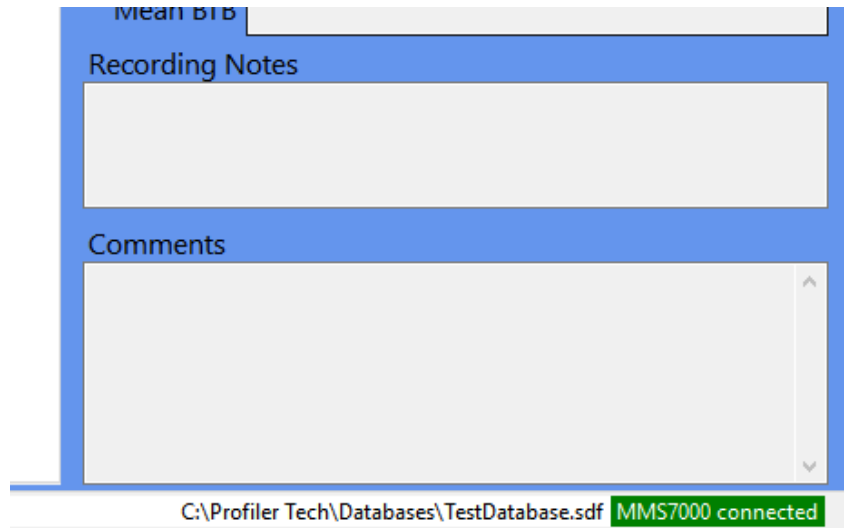 Mean BTB
Recording Notes
Comments
C:\Profiler Tech\Databases\TestDatabase.sdf MMS7000 connected